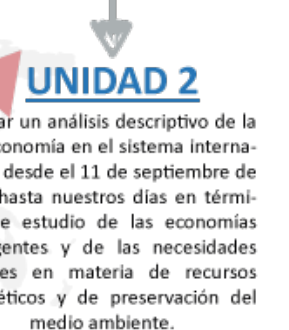 UNIDAD 2
ar un análisis descriptivo de la
conomía en el sistema interna-
desde el 11 de septiembre de
hasta nuestros días en térmi-
e estudio de las economías
gentes y de las necesidades
es en materia de recursos
éticos y de preservación del
medio ambiente.